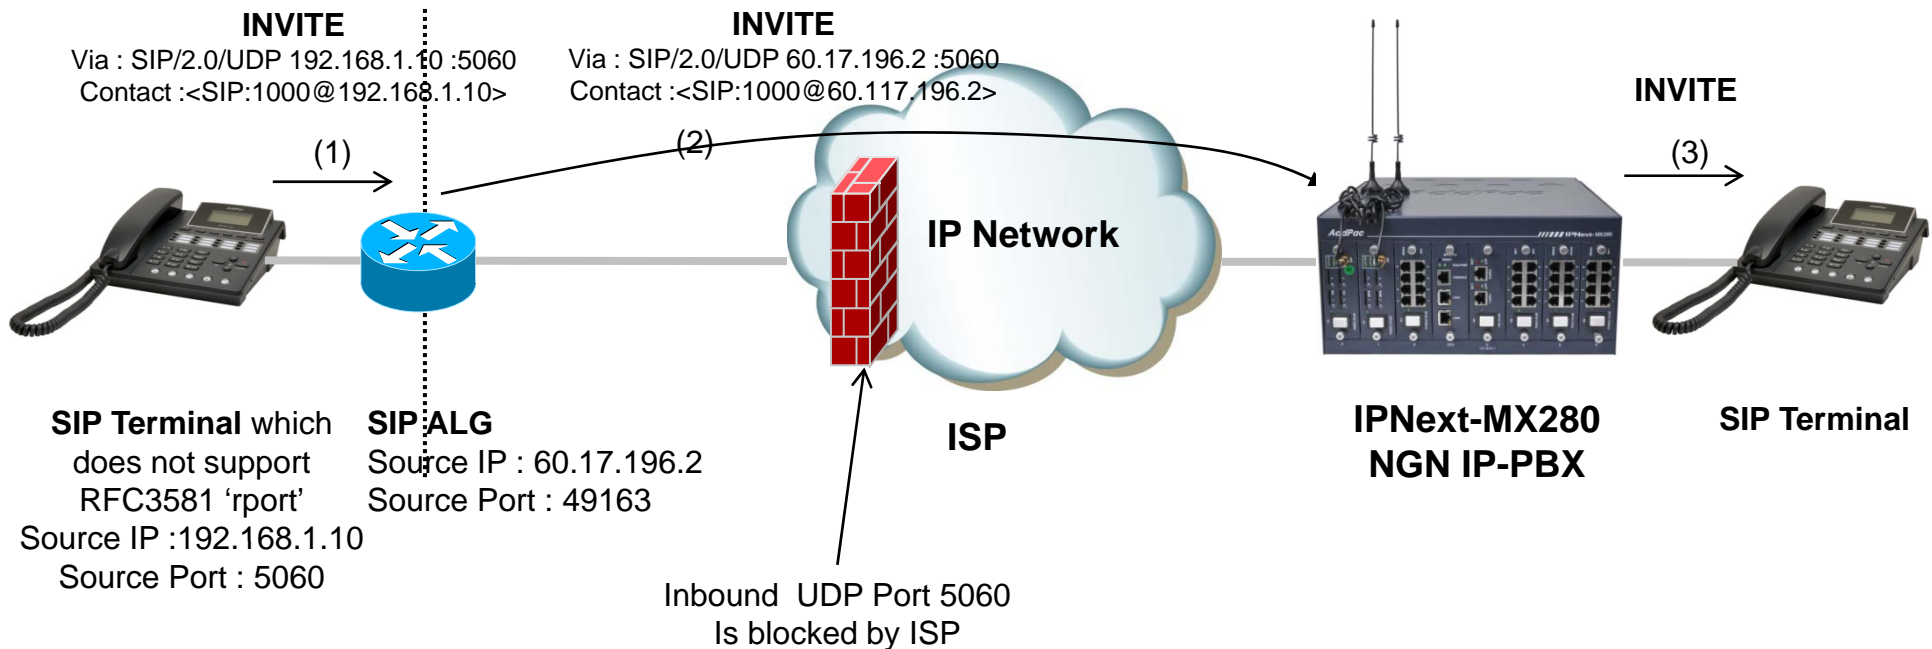 INVITE
Via : SIP/2.0/UDP 192.168.1.10 :5060
Contact :<SIP:1000@192.168.1.10>
INVITE
Via : SIP/2.0/UDP 60.17.196.2 :5060
Contact :<SIP:1000@60.117.196.2>
INVITE
(1)
(2)
(3)
IP Network
AddPac
IPNext-MX280
SIP Terminal which
does not support
RFC3581 ‘rport’
Source IP :192.168.1.10
Source Port : 5060
SIP ALG
Source IP : 60.17.196.2
Source Port : 49163
ISP
IPNext-MX280
NGN IP-PBX
SIP Terminal
Inbound  UDP Port 5060
Is blocked by ISP